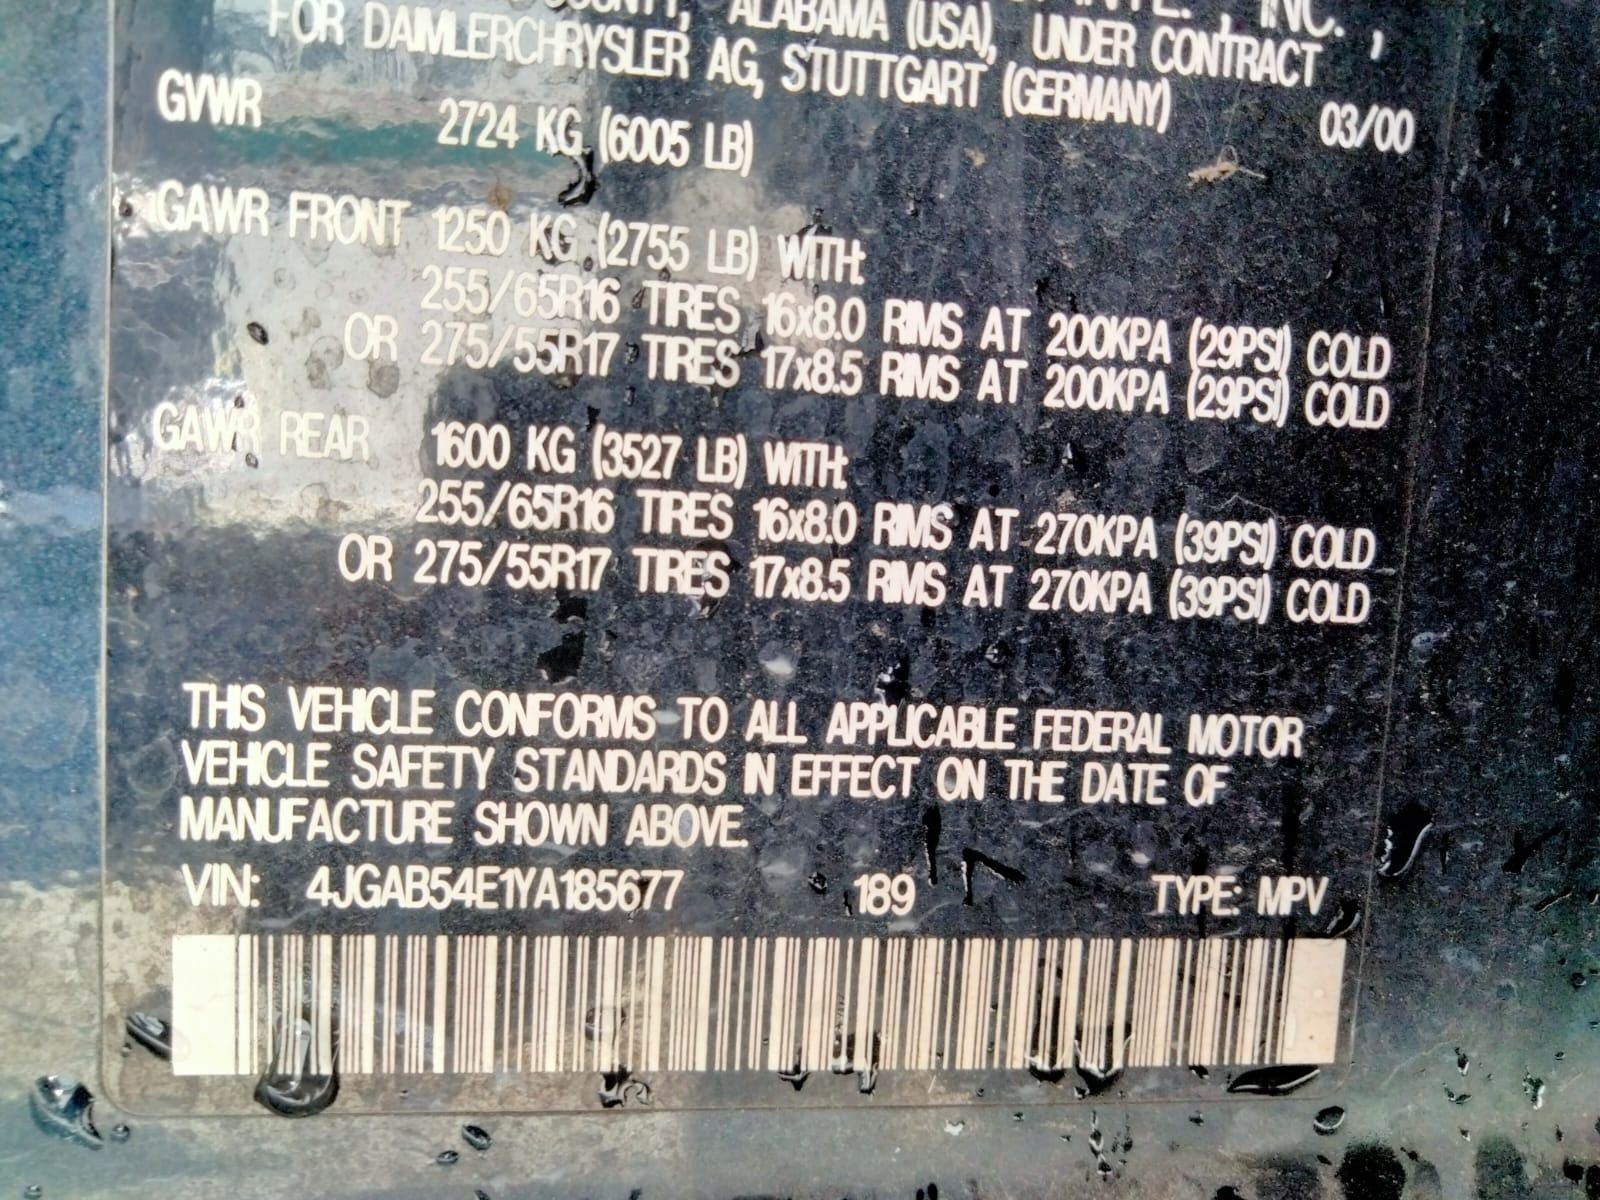 INC.,
COUNTY, ALABAMA (USA), UNDER CONTRACT
FOR DAIMLERCHRYSLER AG, STUTTGART (GERMANY) 03/00
GVWR 2724 KG (6005 LB)
GAWR FRONT 1250 KG (2755 LB) WITH:
255/65R16 TIRES 16x8.0 RIMS AT 200KPA (29PSI) COLD
OR 275/55R17 TIRES 17x8.5 RIMS AT 200KPA (29PSI) COLD
GAWR REAR 1600 KG (3527 LB) WITH:
255/65R16 TIRES 16x8.0 RIMS AT 270KPA (39PSI) COLD
OR 275/55R17 TIRES 17x8.5 RIMS AT 270KPA (39PSI) COLD
THIS VEHICLE CONFORMS TO ALL APPLICABLE FEDERAL MOTOR
VEHICLE SAFETY STANDARDS IN EFFECT ON THE DATE OF
MANUFACTURE SHOWN ABOVE.
VIN: 4JGAB54E1YA185677 189 TYPE: MPV